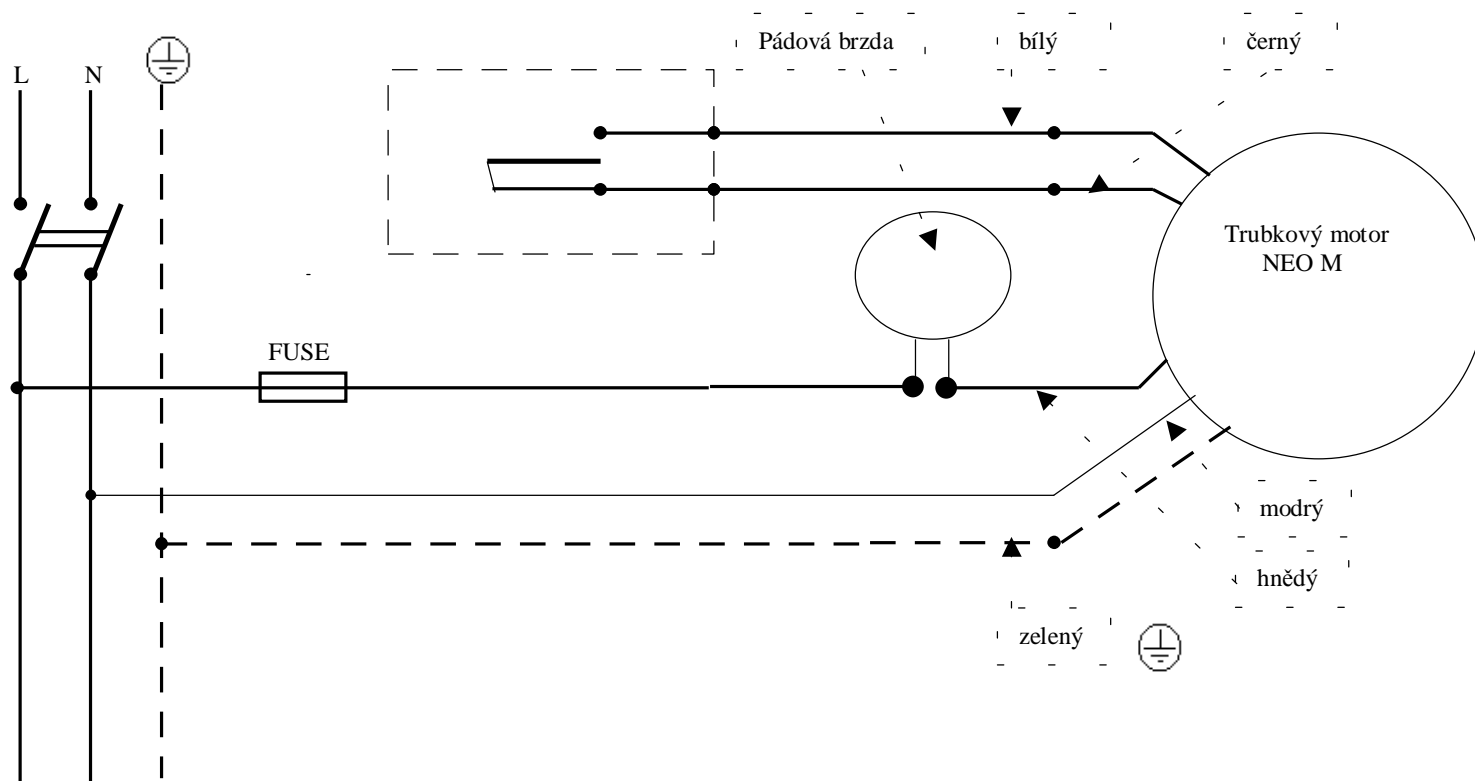 Pádová brzda
bílý
černý
L
N
Trubkový motor
NEO M
FUSE
modrý
hnědý
zelený